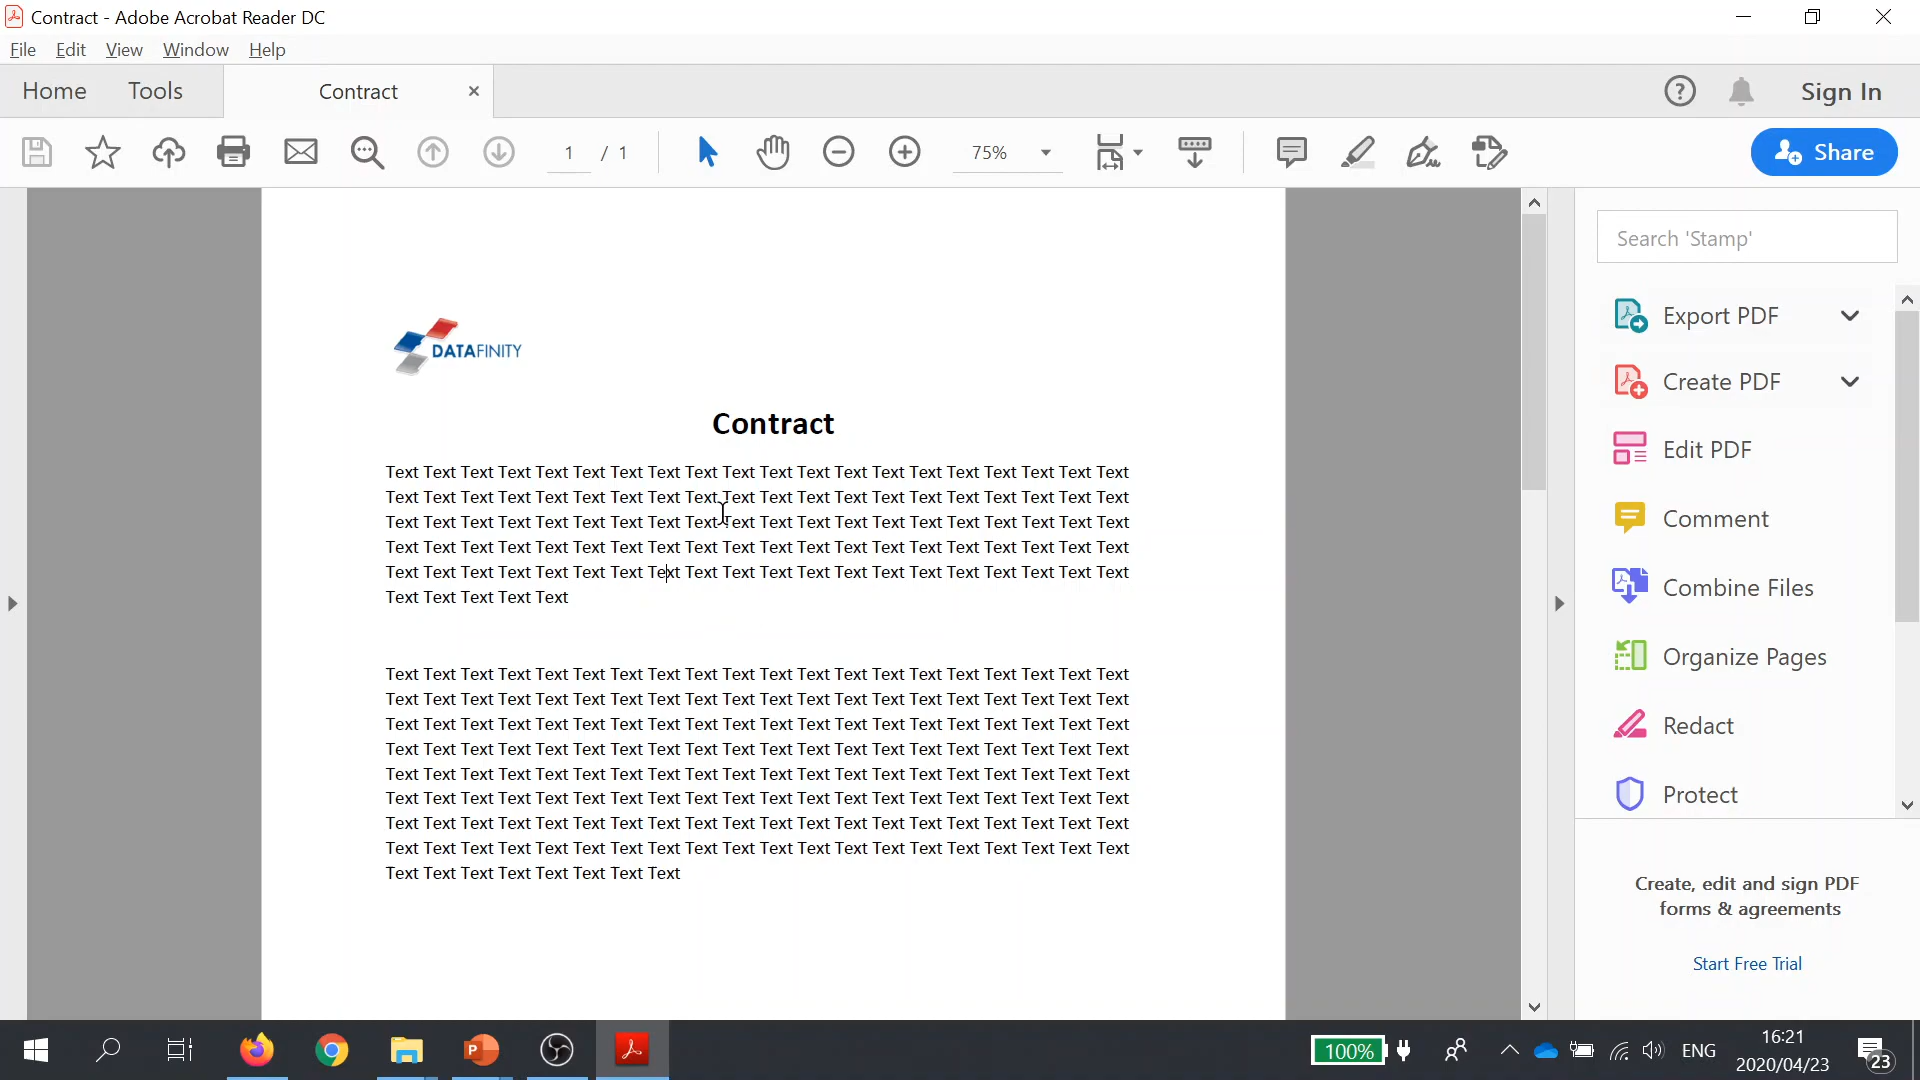 Contract - Adobe Acrobat Reader DC
File Edit View Window Help
Home Tools Contract Sign In
1 / 1 75% Share
Search 'Stamp'
DATAFINITY
Contract
Text Text Text Text Text Text Text Text Text Text Text Text Text Text Text Text Text Text Text Text
Text Text Text Text Text Text Text Text Text Text Text Text Text Text Text Text Text Text Text Text
Text Text Text Text Text Text Text Text Text Text Text Text Text Text Text Text Text Text Text Text
Text Text Text Text Text Text Text Text Text Text Text Text Text Text Text Text Text Text Text Text
Text Text Text Text Text Text Text Text Text Text Text Text Text Text Text Text Text Text Text Text
Text Text Text Text Text
Text Text Text Text Text Text Text Text Text Text Text Text Text Text Text Text Text Text Text Text
Text Text Text Text Text Text Text Text Text Text Text Text Text Text Text Text Text Text Text Text
Text Text Text Text Text Text Text Text Text Text Text Text Text Text Text Text Text Text Text Text
Text Text Text Text Text Text Text Text Text Text Text Text Text Text Text Text Text Text Text Text
Text Text Text Text Text Text Text Text Text Text Text Text Text Text Text Text Text Text Text Text
Text Text Text Text Text Text Text Text Text Text Text Text Text Text Text Text Text Text Text Text
Text Text Text Text Text Text Text Text Text Text Text Text Text Text Text Text Text Text Text Text
Text Text Text Text Text Text Text Text Text Text Text Text Text Text Text Text Text Text Text Text
Text Text Text Text Text Text Text Text
Export PDF
Create PDF
Edit PDF
Comment
Combine Files
Organize Pages
Redact
Protect
Create, edit and sign PDF
forms & agreements
Start Free Trial
100% ENG 16:21
2020/04/23
23